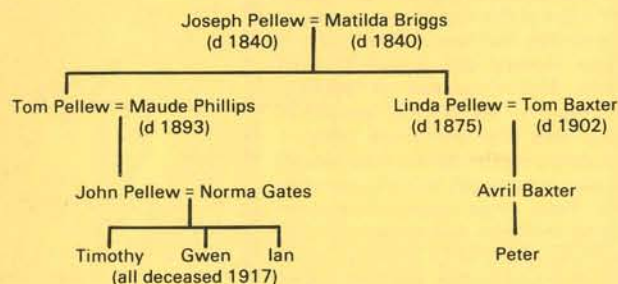 Joseph Pellew = Matilda Briggs
(d 1840) (d 1840)
Tom Pellew = Maude Phillips
(d 1893)
Linda Pellew = Tom Baxter
(d 1875) (d 1902)
John Pellew = Norma Gates
Avril Baxter
Timothy Gwen Ian
(all deceased 1917)
Peter